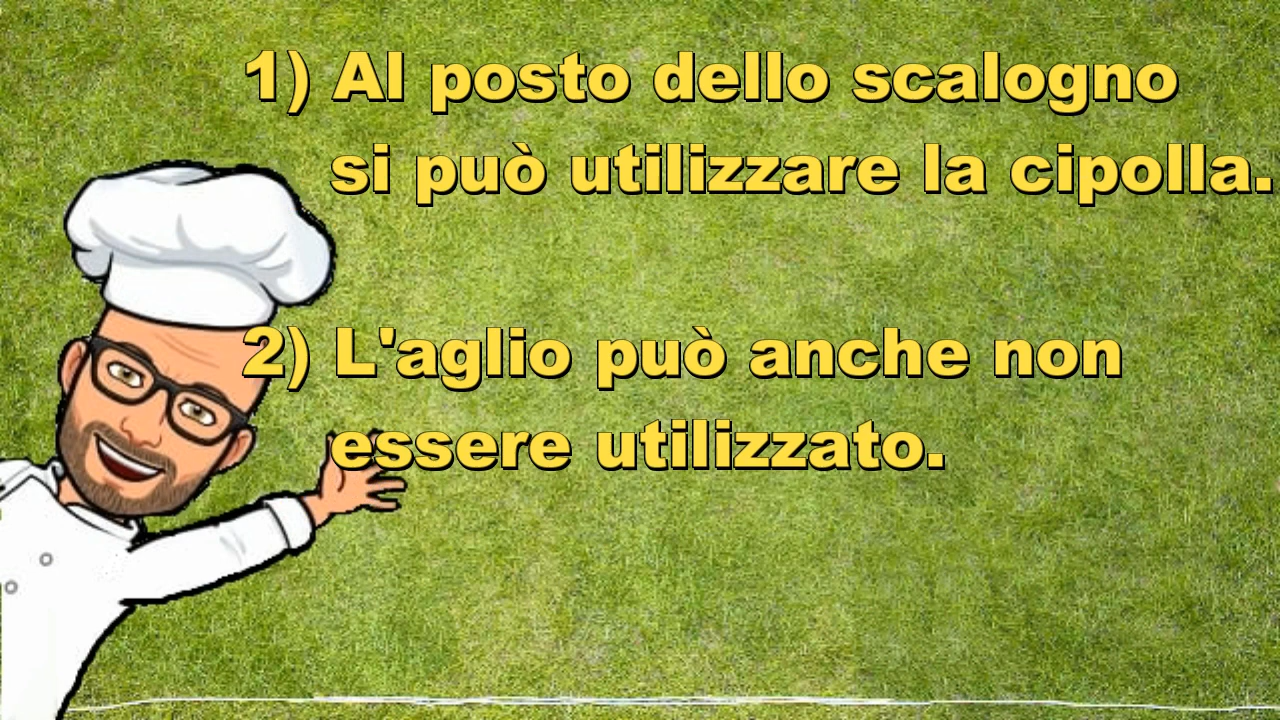 1) Al posto dello scalogno
si può utilizzare la cipolla.
2) L'aglio può anche non
essere utilizzato.